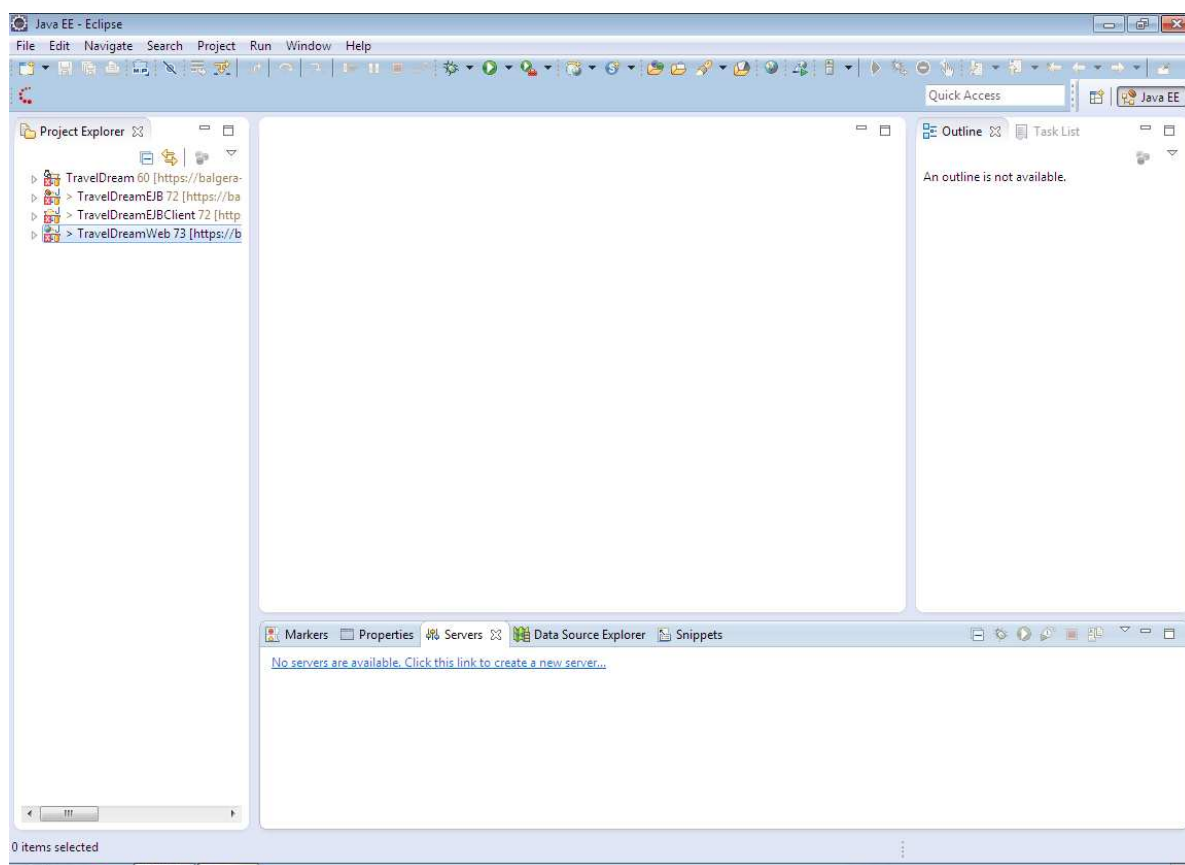 Java EE - Eclipse
File Edit Navigate Search Project Run Window Help
Quick Access
Java EE
Project Explorer
TravelDream 60 [https://balgera-
> TravelDreamEJB 72 [https://ba
> TravelDreamEJBClient 72 [http
> TravelDreamWeb 73 [https://b
Outline Task List
An outline is not available.
Markers Properties Servers Data Source Explorer Snippets
No servers are available. Click this link to create a new server...
0 items selected